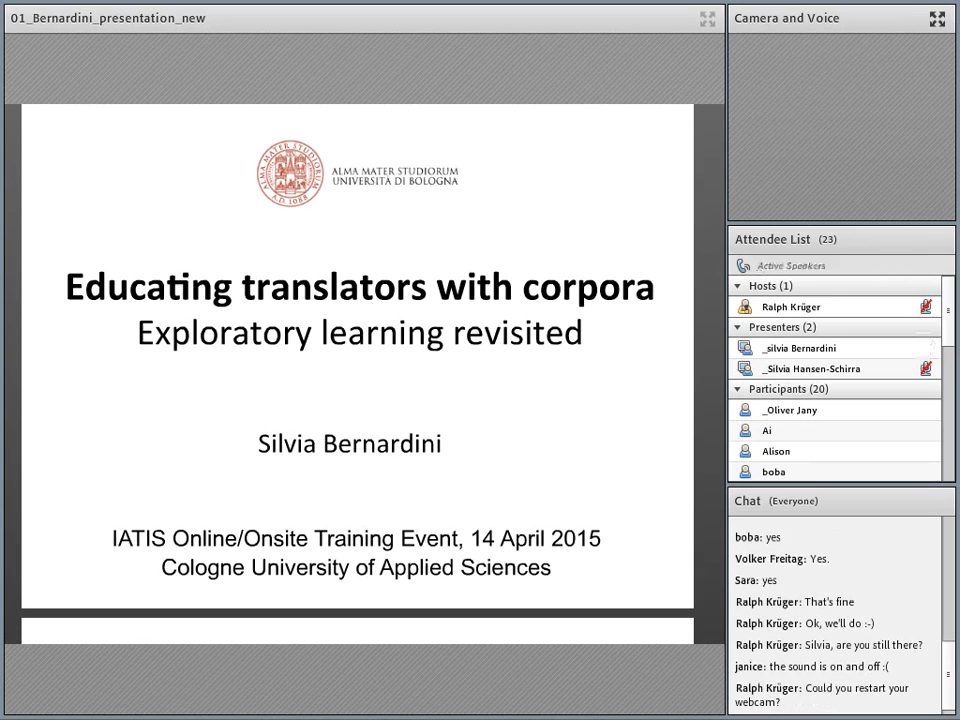 01_Bernardini_presentation_new
ALMA MATER STUDIORUM
UNIVERSITÀ DI BOLOGNA
Educating translators with corpora
Exploratory learning revisited
Silvia Bernardini
IATIS Online/Onsite Training Event, 14 April 2015
Cologne University of Applied Sciences
Camera and Voice
Attendee List (23)
Active Speakers
Hosts (1)
Ralph Krüger
Presenters (2)
_silvia Bernardini
_Silvia Hansen-Schirra
Participants (20)
_Oliver Jany
Ai
Alison
boba
Chat (Everyone)
boba: yes
Volker Freitag: Yes.
Sara: yes
Ralph Krüger: That's fine
Ralph Krüger: Ok, we'll do :-)
Ralph Krüger: Silvia, are you still there?
janice: the sound is on and off :(
Ralph Krüger: Could you restart your
webcam?